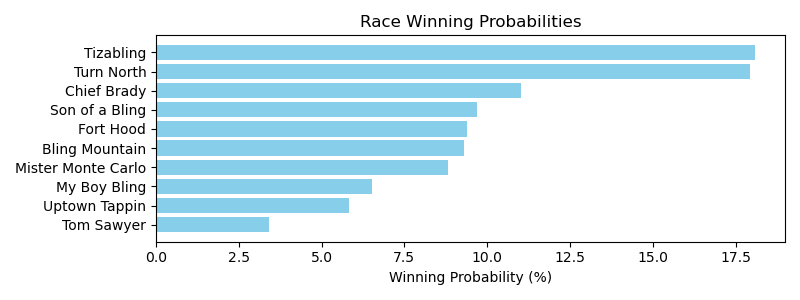 Race Winning Probabilities
Tizabling
Turn North
Chief Brady
Son of a Bling
Fort Hood
Bling Mountain
Mister Monte Carlo
My Boy Bling
Uptown Tappin
Tom Sawyer
0.0 2.5 5.0 7.5 10.0 12.5 15.0 17.5
Winning Probability (%)